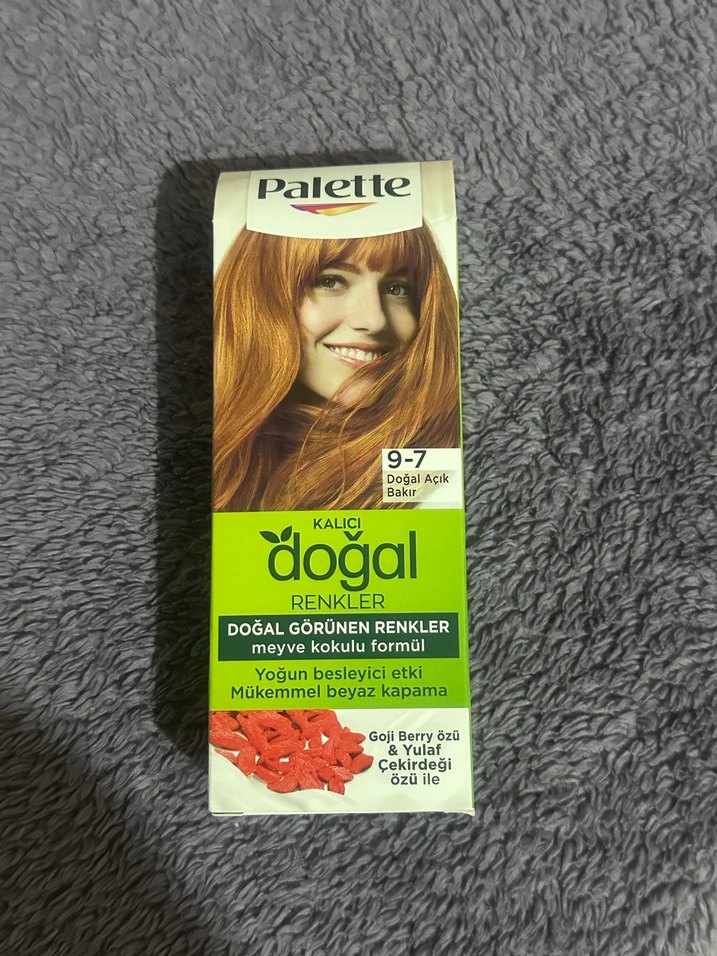 Palette
9-7
Doğal Açık
Bakır
KALICI
doğal
RENKLER
DOĞAL GÖRÜNEN RENKLER
meyve kokulu formül
Yoğun besleyici etki
Mükemmel beyaz kapama
Goji Berry özü
& Yulaf
Çekirdeği
özü ile